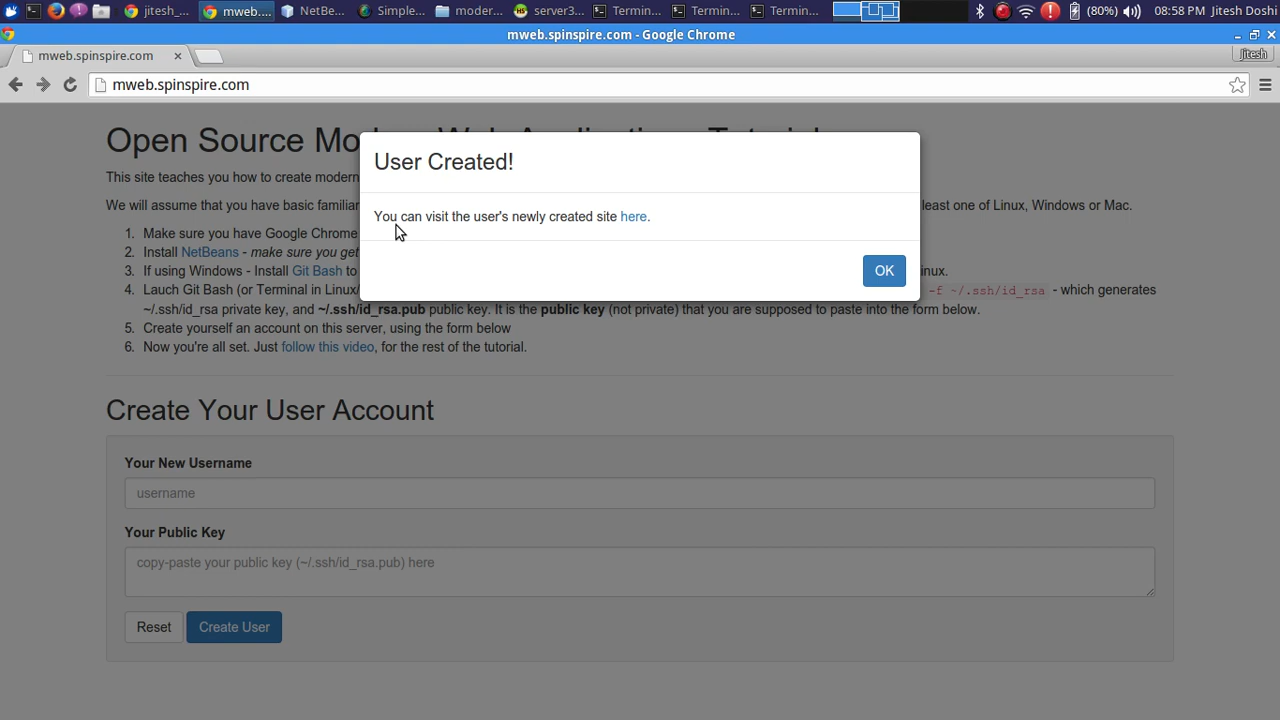 jitesh_...
mweb....
NetBe...
Simple...
moder...
server3...
Termin...
Termin...
Termin...
(80%)
08:58 PM Jitesh Doshi
mweb.spinspire.com - Google Chrome
mweb.spinspire.com
Jitesh
mweb.spinspire.com
Open Source
This site teaches you how to create modern
We will assume that you have basic familiar least one of Linux, Windows or Mac.
1. Make sure you have Google Chrome
2. Install NetBeans - make sure you get
3. If using Windows - Install Git Bash to inux.
4. Lauch Git Bash (or Terminal in Linux/ -f ~/.ssh/id_rsa - which generates
~/.ssh/id_rsa private key, and ~/.ssh/id_rsa.pub public key. It is the public key (not private) that you are supposed to paste into the form below.
5. Create yourself an account on this server, using the form below
6. Now you're all set. Just follow this video, for the rest of the tutorial.
User Created!
You can visit the user's newly created site here.
OK
Create Your User Account
Your New Username
username
Your Public Key
copy-paste your public key (~/.ssh/id_rsa.pub) here
Reset
Create User